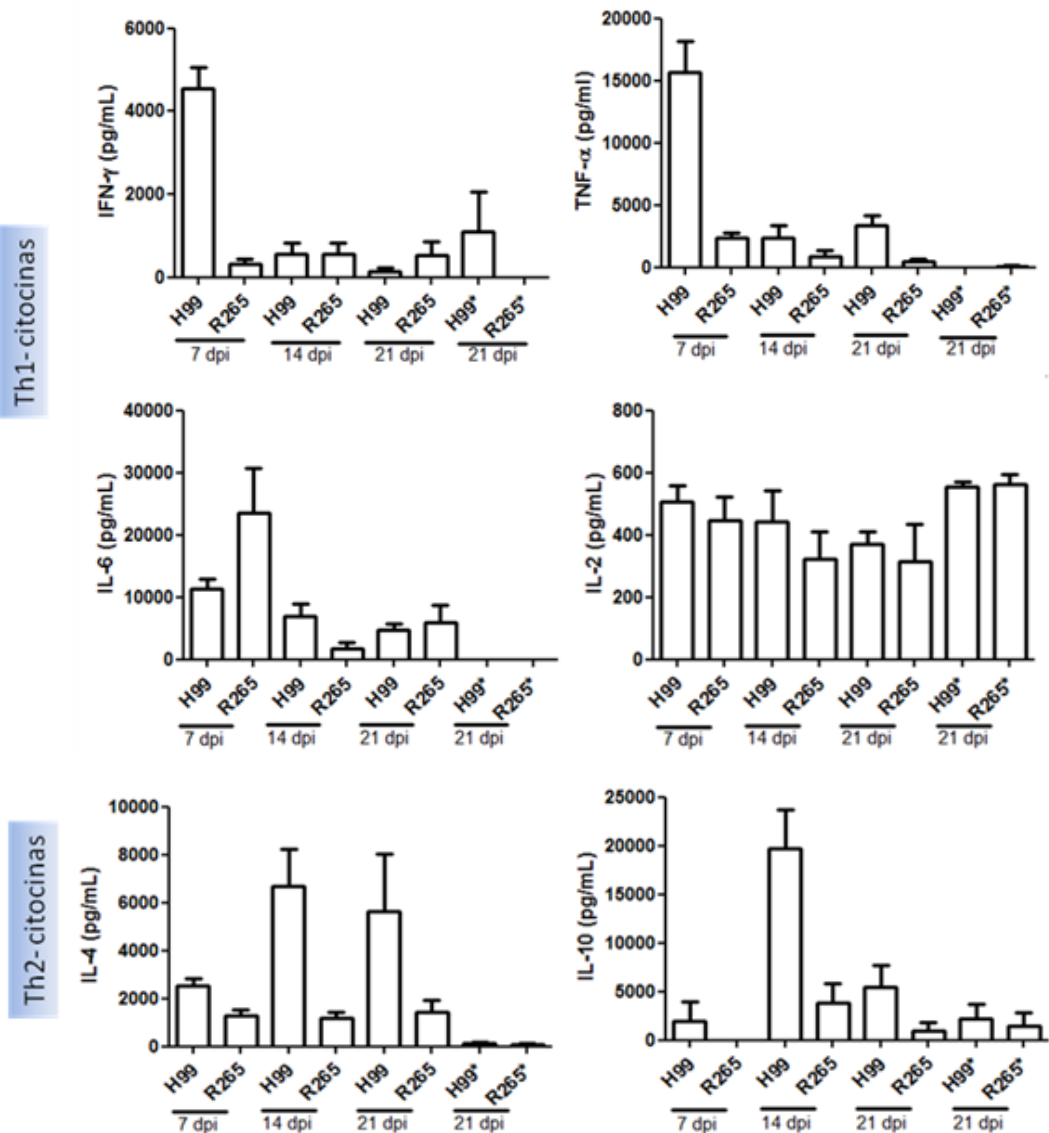 Th1- citocinas
IFN-γ (pg/mL)
6000
4000
2000
0
H99 R265 H99 R265 H99 R265 H99* R265*
7 dpi 14 dpi 21 dpi 21 dpi
TNF-α (pg/ml)
20000
15000
10000
5000
0
H99 R265 H99 R265 H99 R265 H99* R265*
7 dpi 14 dpi 21 dpi 21 dpi
IL-6 (pg/mL)
40000
30000
20000
10000
0
H99 R265 H99 R265 H99 R265 H99* R265*
7 dpi 14 dpi 21 dpi 21 dpi
IL-2 (pg/mL)
800
600
400
200
0
H99 R265 H99 R265 H99 R265 H99* R265*
7 dpi 14 dpi 21 dpi 21 dpi
Th2- citocinas
IL-4 (pg/mL)
10000
8000
6000
4000
2000
0
H99 R265 H99 R265 H99 R265 H99* R265*
7 dpi 14 dpi 21 dpi 21 dpi
IL-10 (pg/mL)
25000
20000
15000
10000
5000
0
H99 R265 H99 R265 H99 R265 H99* R265*
7 dpi 14 dpi 21 dpi 21 dpi